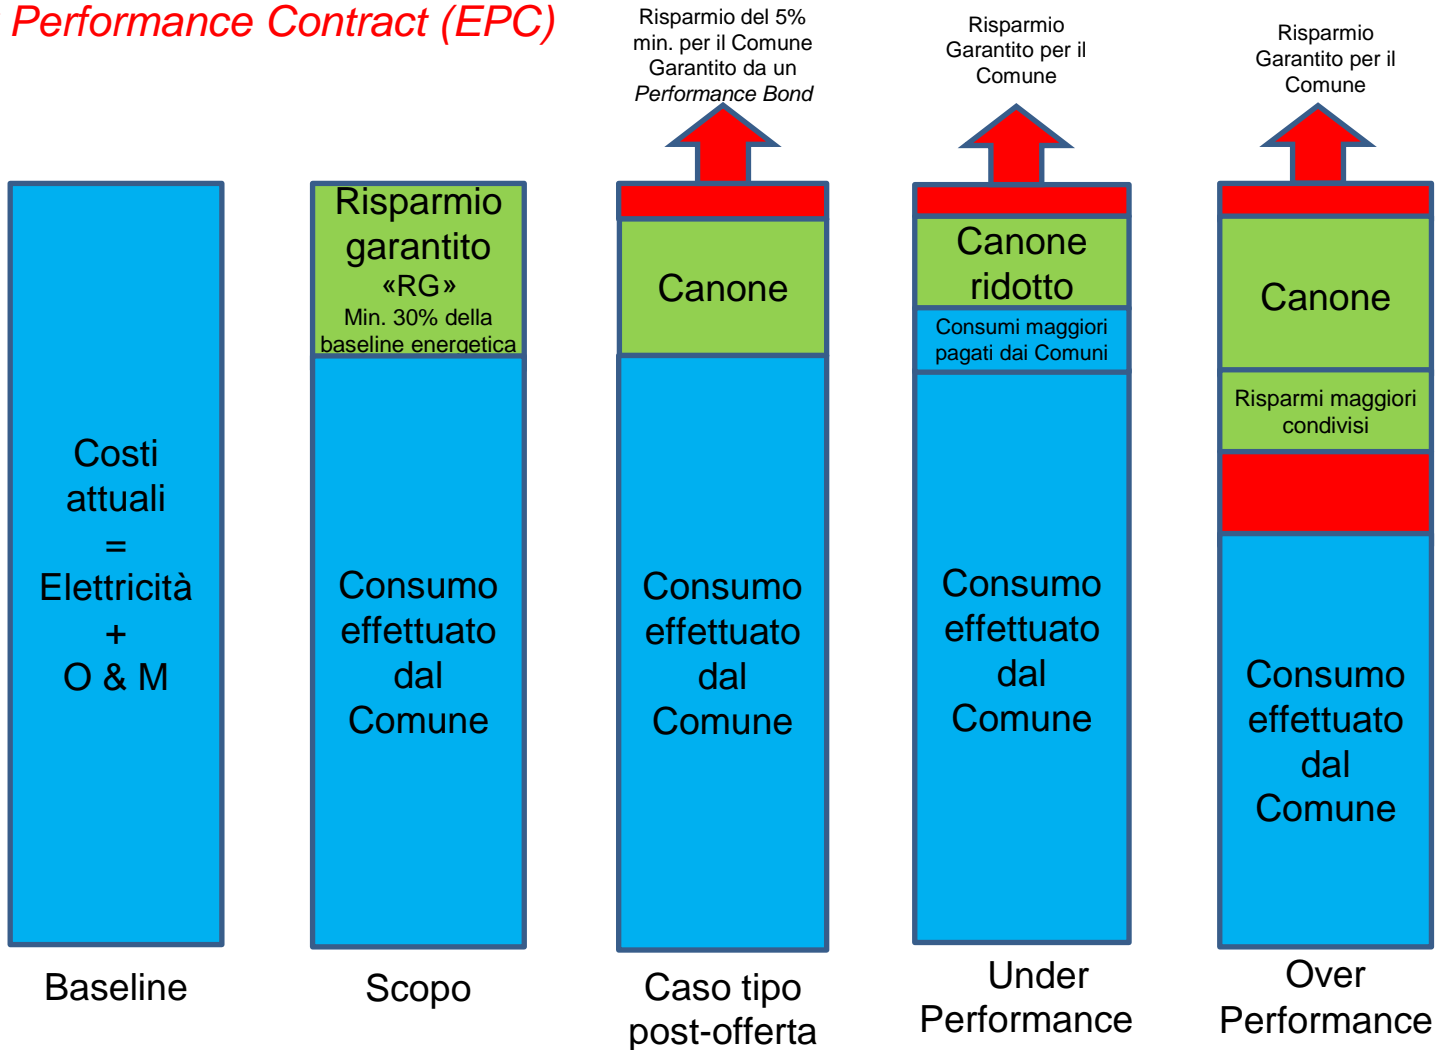 Performance Contract (EPC)
Risparmio del 5%
min. per il Comune
Garantito da un
Performance Bond
Risparmio
Garantito per il
Comune
Risparmio
Garantito per il
Comune
Costi
attuali
=
Elettricità
+
O & M
Baseline
Risparmio
garantito
«RG»
Min. 30% della
baseline energetica
Consumo
effettuato
dal
Comune
Scopo
Canone
Consumo
effettuato
dal
Comune
Caso tipo
post-offerta
Canone
ridotto
Consumi maggiori
pagati dai Comuni
Consumo
effettuato
dal
Comune
Under
Performance
Canone
Risparmi maggiori
condivisi
Consumo
effettuato
dal
Comune
Over
Performance